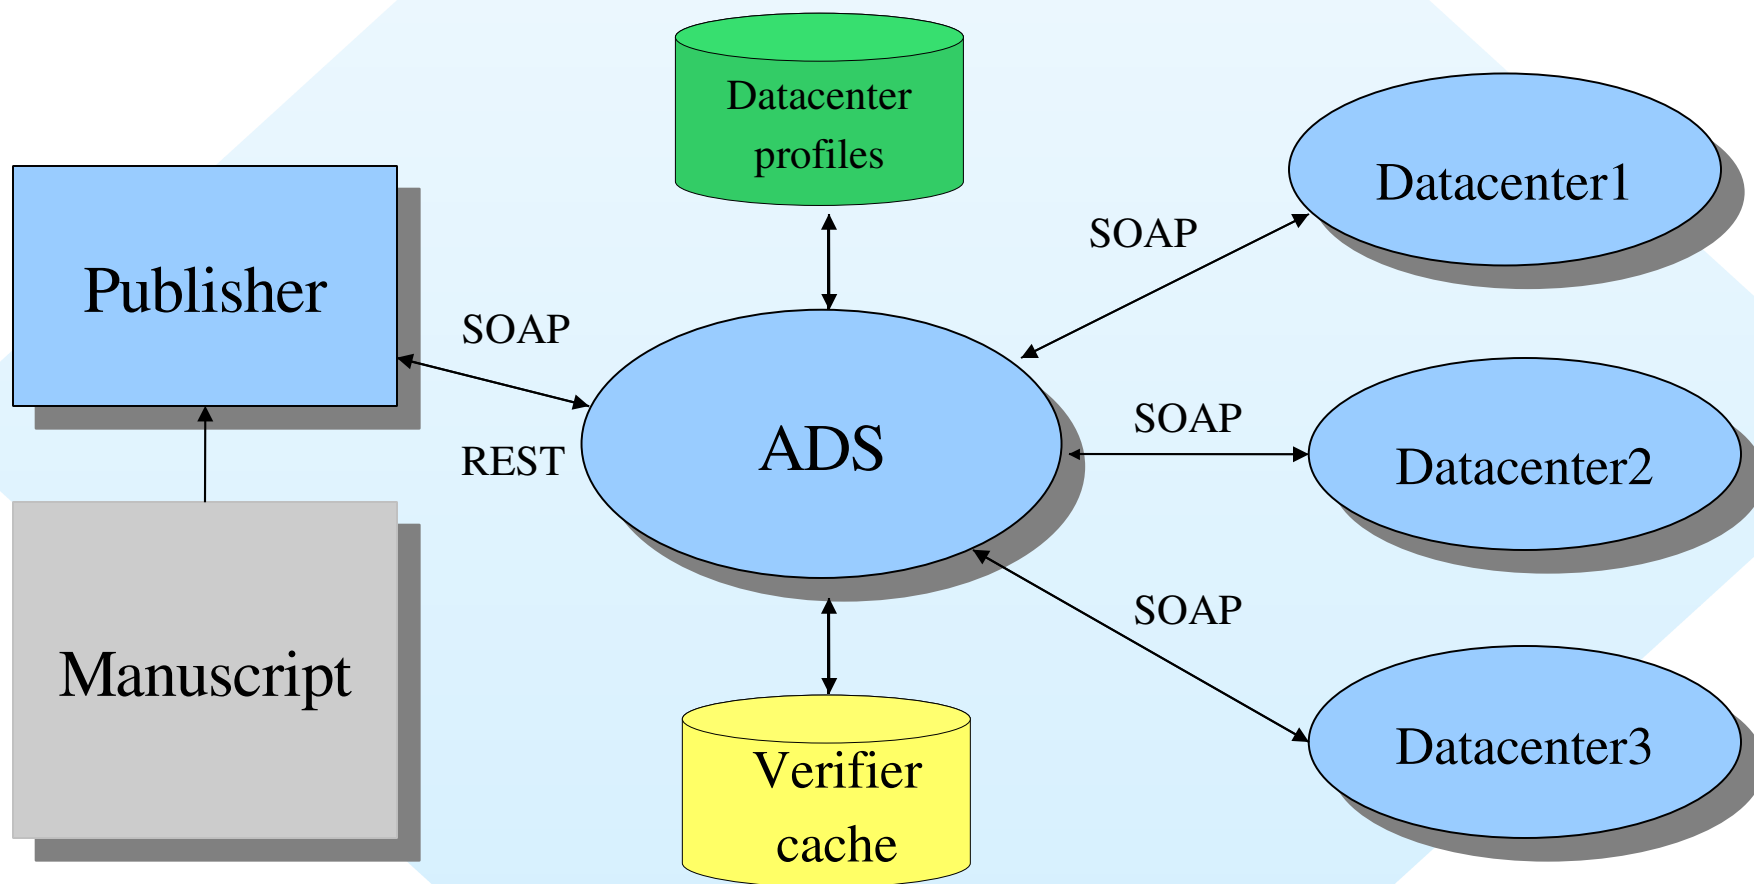 Datacenter
profiles
Datacenter1
SOAP
Publisher
SOAP
SOAP
ADS
REST
Datacenter2
SOAP
Manuscript
Datacenter3
Verifier
cache